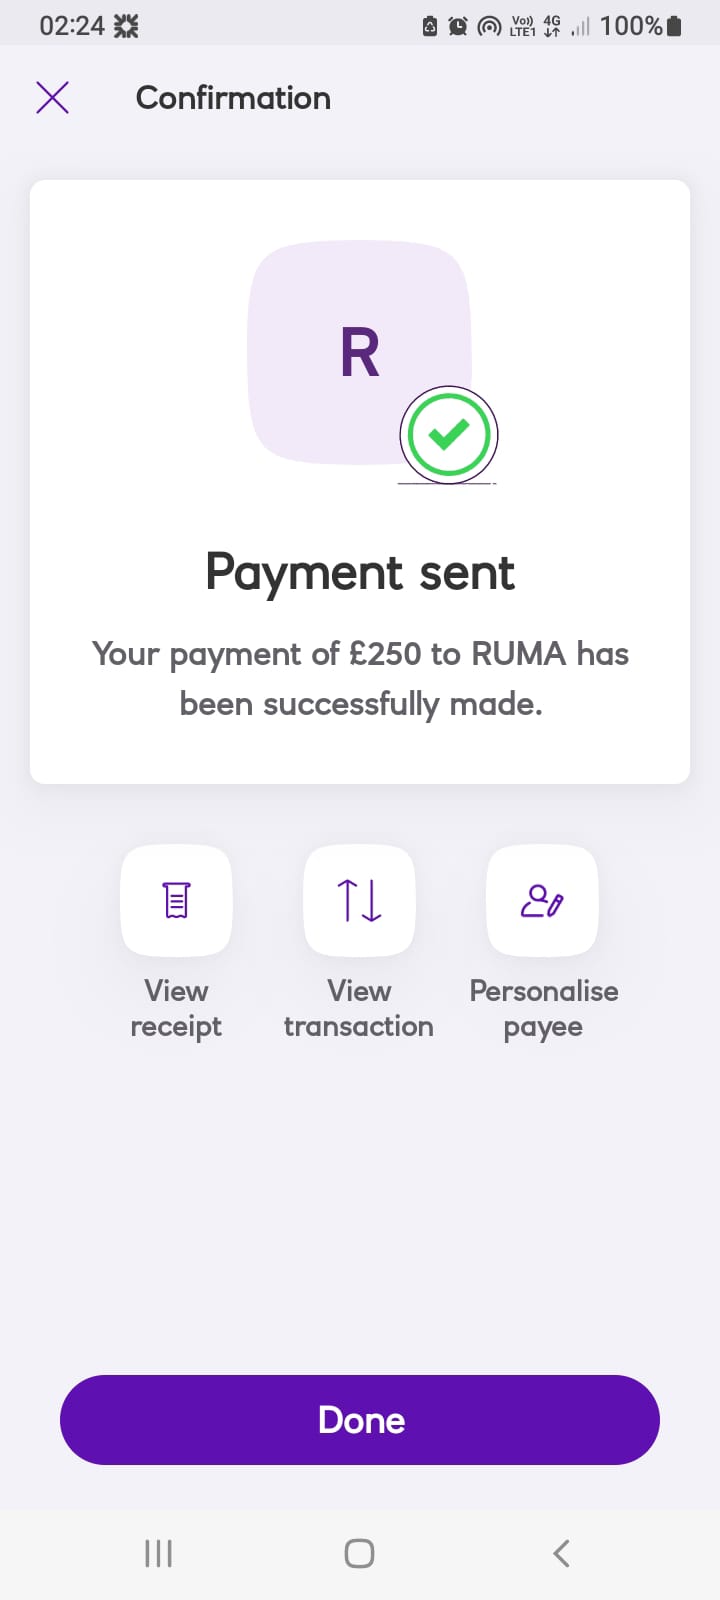 02:24 Vo)) LTE1 4G 100%
Confirmation
R
Payment sent
Your payment of £250 to RUMA has
been successfully made.
View receipt
View transaction
Personalise payee
Done